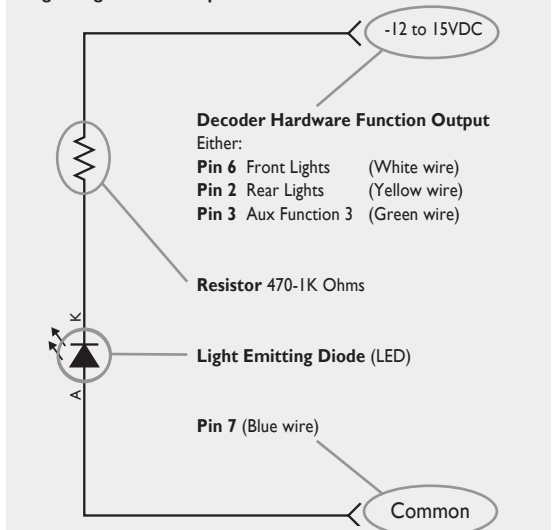 -12 to 15VDC
Decoder Hardware Function Output
Either:
Pin 6 Front Lights (White wire)
Pin 2 Rear Lights (Yellow wire)
Pin 3 Aux Function 3 (Green wire)
Resistor 470-1K Ohms
K
Light Emitting Diode (LED)
A
Pin 7 (Blue wire)
Common